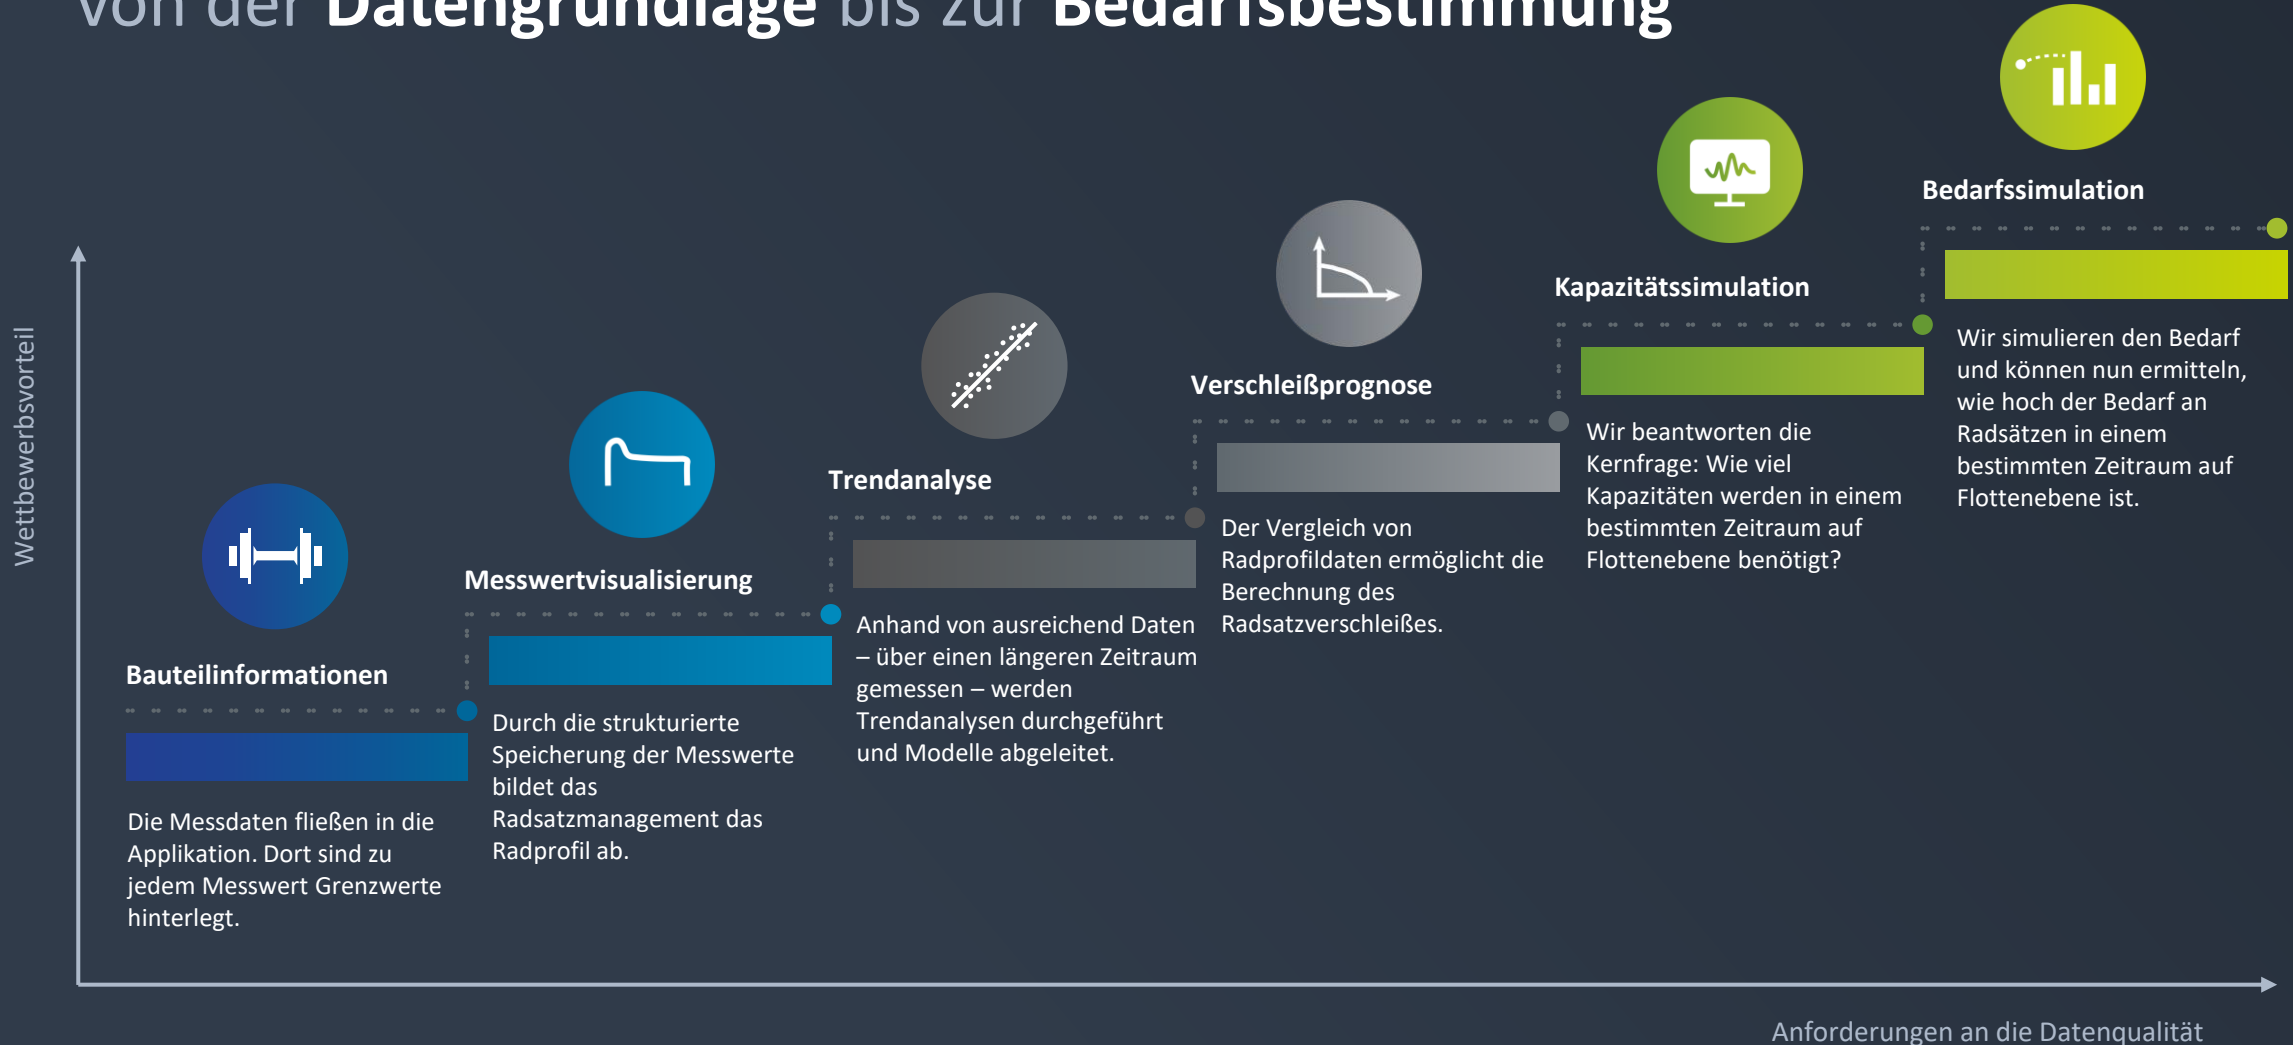 Von der Datengrundlage bis zur Bedarfsbestimmung
Wettbewerbsvorteil
Bauteilinformationen
Die Messdaten fließen in die
Applikation. Dort sind zu
jedem Messwert Grenzwerte
hinterlegt.
Messwertvisualisierung
Durch die strukturierte
Speicherung der Messwerte
bildet das
Radsatzmanagement das
Radprofil ab.
Trendanalyse
Anhand von ausreichend Daten
– über einen längeren Zeitraum
gemessen – werden
Trendanalysen durchgeführt
und Modelle abgeleitet.
Verschleißprognose
Der Vergleich von
Radprofildaten ermöglicht die
Berechnung des
Radsatzverschleißes.
Kapazitätssimulation
Wir beantworten die
Kernfrage: Wie viel
Kapazitäten werden in einem
bestimmten Zeitraum auf
Flottenebene benötigt?
Bedarfssimulation
Wir simulieren den Bedarf
und können nun ermitteln,
wie hoch der Bedarf an
Radsätzen in einem
bestimmten Zeitraum auf
Flottenebene ist.
Anforderungen an die Datenqualität